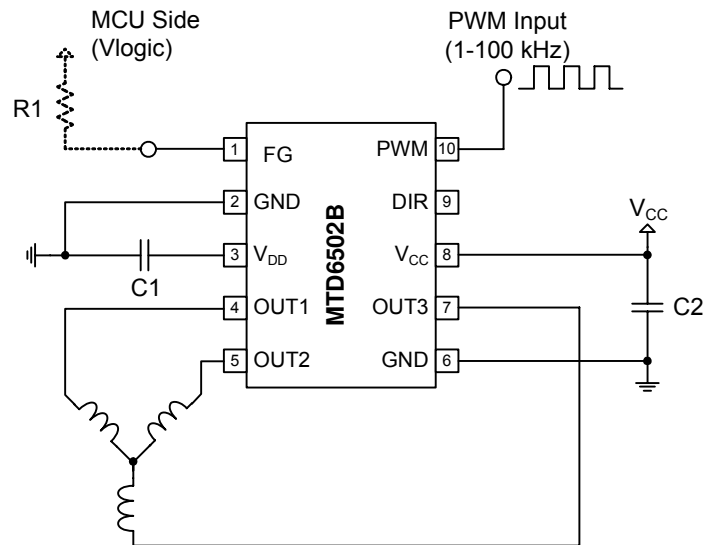 MCU Side
(Vlogic)
PWM Input
(1-100 kHz)
R1
1 FG
PWM 10
2 GND
DIR 9
3 VDD
VCC 8
VCC
C1
4 OUT1
OUT3 7
C2
5 OUT2
GND 6
MTD6502B